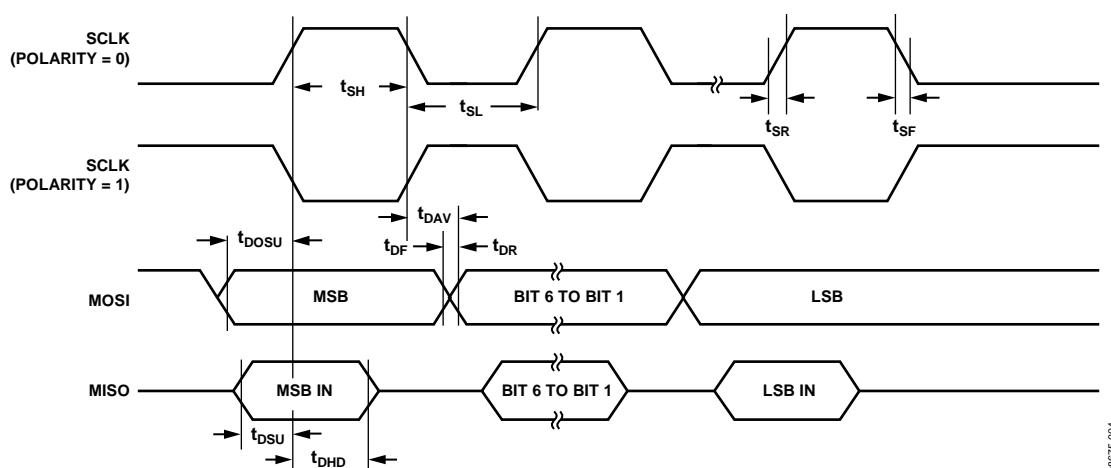 SCLK
(POLARITY = 0)
tSH
tSL
tSR
tSF
SCLK
(POLARITY = 1)
tDAV
tDOSU
tDF
tDR
MOSI
MSB
BIT 6 TO BIT 1
LSB
MISO
MSB IN
BIT 6 TO BIT 1
LSB IN
tDSU
tDHD